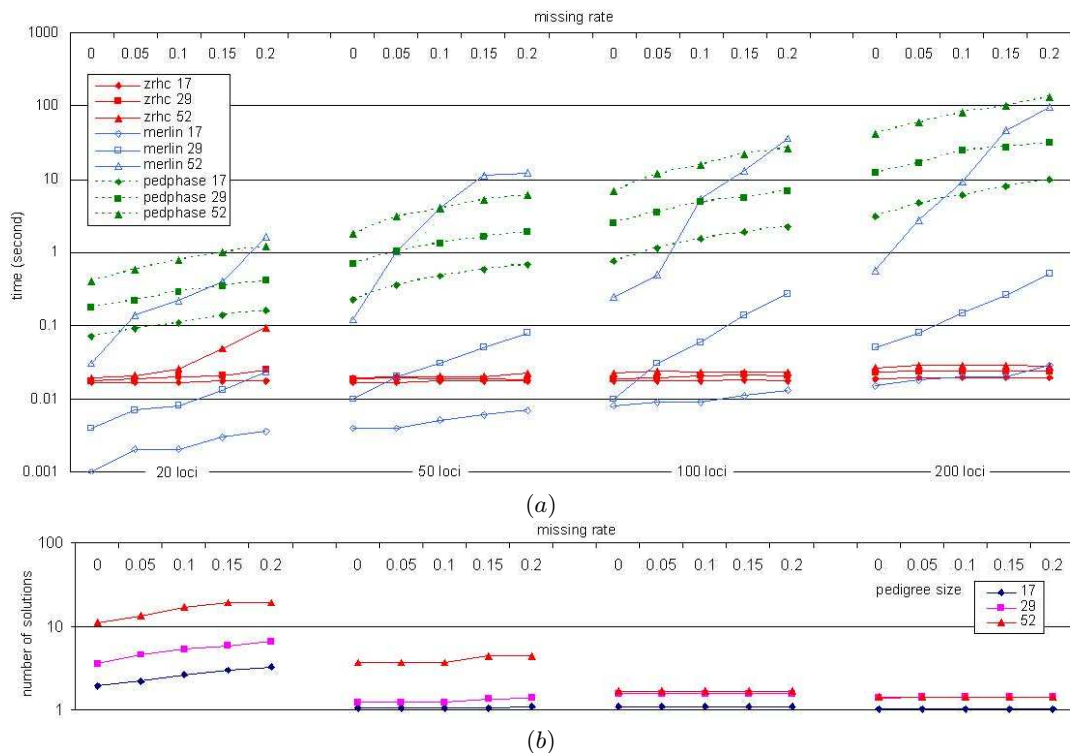 missing rate
0 0.05 0.1 0.15 0.2 0 0.05 0.1 0.15 0.2 0 0.05 0.1 0.15 0.2 0 0.05 0.1 0.15 0.2
1000
100
10
1
0.1
0.01
0.001
time (second)
zrhc 17
zrhc 29
zrhc 52
merlin 17
merlin 29
merlin 52
pedphase 17
pedphase 29
pedphase 52
20 loci 50 loci 100 loci 200 loci
(a)
missing rate
0 0.05 0.1 0.15 0.2 0 0.05 0.1 0.15 0.2 0 0.05 0.1 0.15 0.2 0 0.05 0.1 0.15 0.2
100
10
1
number of solutions
pedigree size
17
29
52
(b)